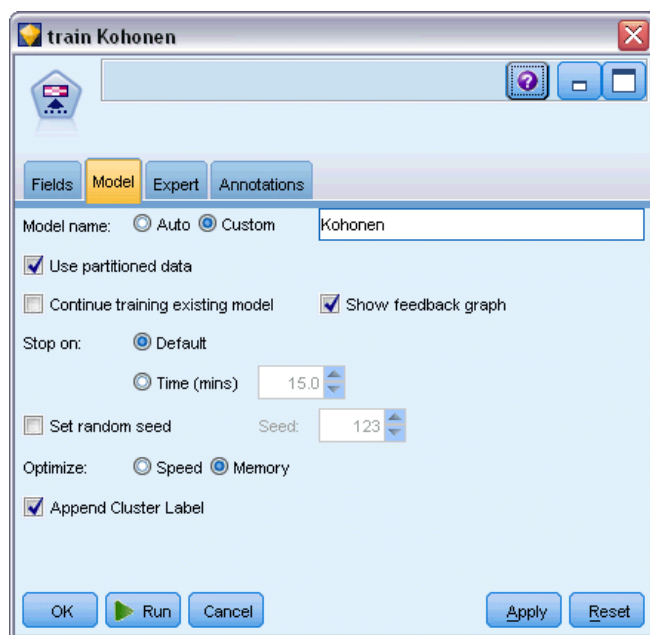 train Kohonen
Fields Model Expert Annotations
Model name: Auto Custom Kohonen
Use partitioned data
Continue training existing model Show feedback graph
Stop on: Default
Time (mins) 15.0
Set random seed Seed: 123
Optimize: Speed Memory
Append Cluster Label
OK Run Cancel Apply Reset